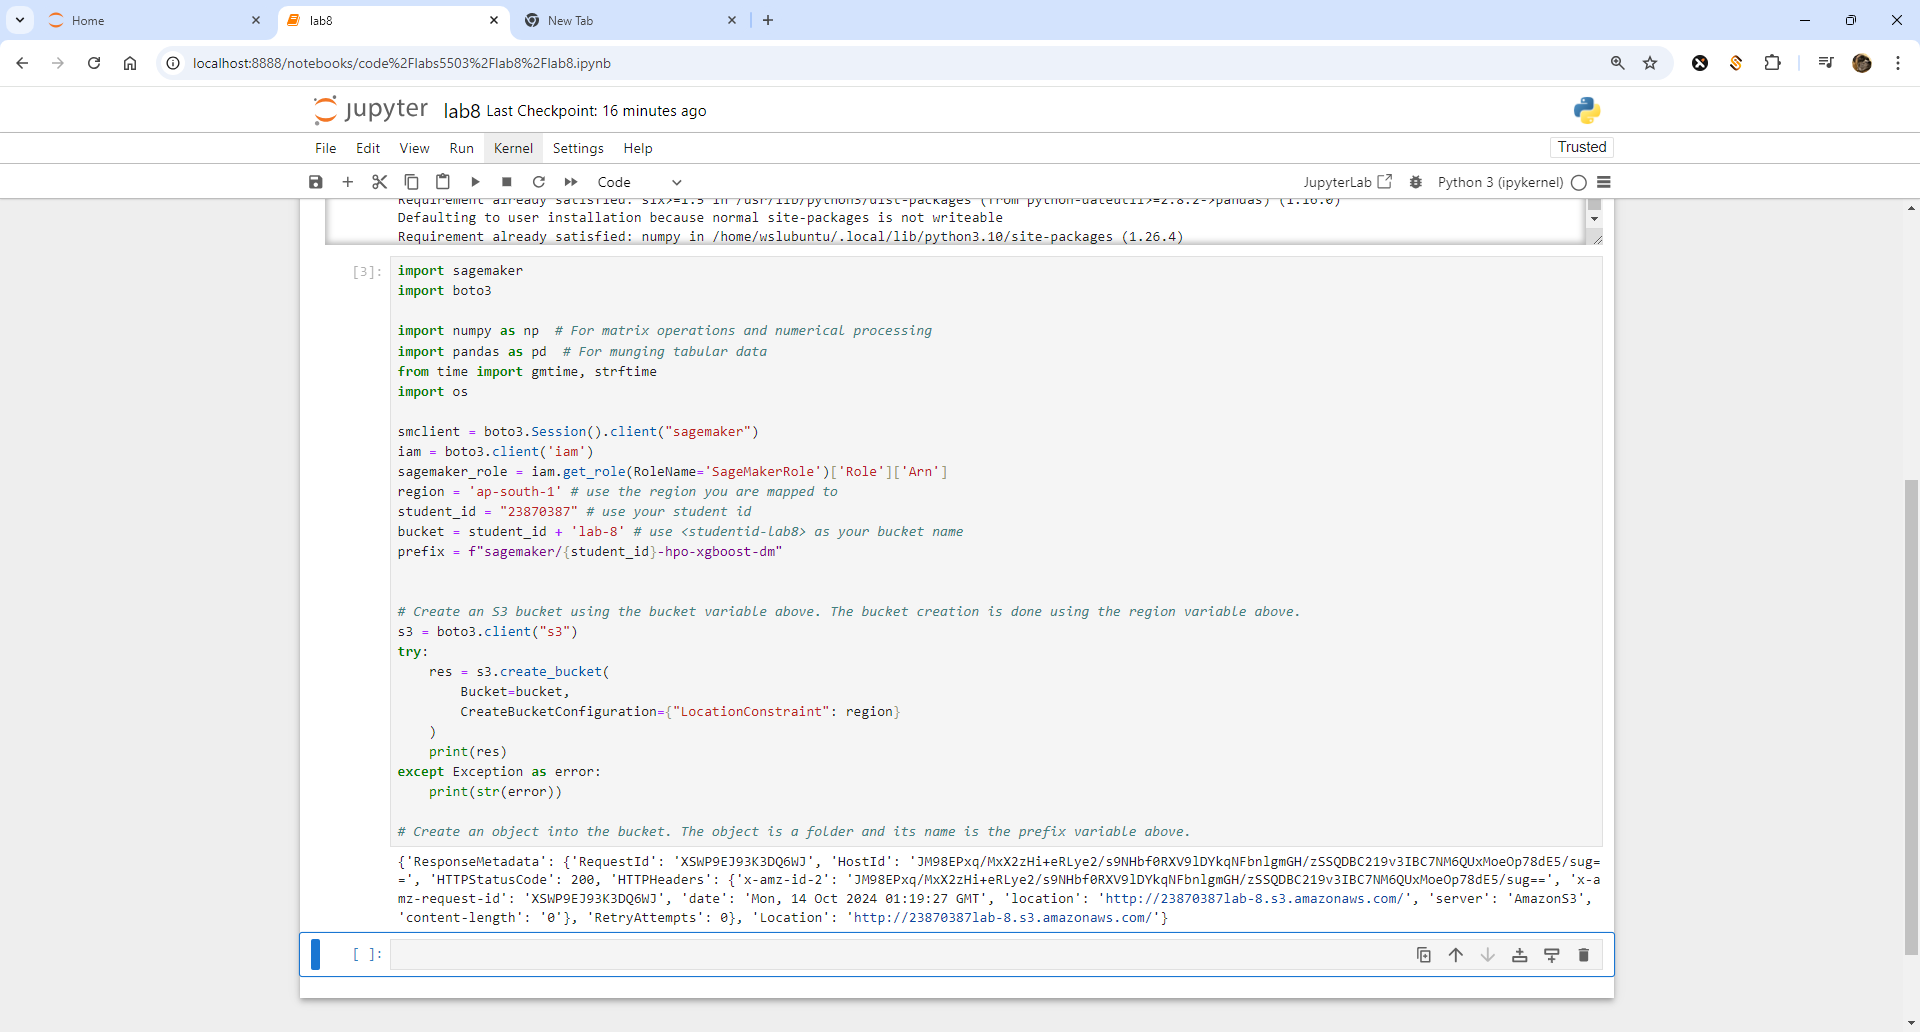 Home
lab8
New Tab
localhost:8888/notebooks/code%2Flabs5503%2Flab8%2Flab8.ipynb
jupyter lab8 Last Checkpoint: 16 minutes ago
File Edit View Run Kernel Settings Help
Trusted
Code
JupyterLab
Python 3 (ipykernel)
Requirement already satisfied: six>=1.5 in /usr/lib/python3/dist-packages (from python-dateutil>=2.8.2->pandas) (1.16.0)
Defaulting to user installation because normal site-packages is not writeable
Requirement already satisfied: numpy in /home/wslubuntu/.local/lib/python3.10/site-packages (1.26.4)
[3]:
import sagemaker
import boto3
import numpy as np  # For matrix operations and numerical processing
import pandas as pd  # For munging tabular data
from time import gmtime, strftime
import os
smclient = boto3.Session().client("sagemaker")
iam = boto3.client('iam')
sagemaker_role = iam.get_role(RoleName='SageMakerRole')['Role']['Arn']
region = 'ap-south-1' # use the region you are mapped to
student_id = "23870387" # use your student id
bucket = student_id + 'lab-8' # use <studentid-lab8> as your bucket name
prefix = f"sagemaker/{student_id}-hpo-xgboost-dm"
# Create an S3 bucket using the bucket variable above. The bucket creation is done using the region variable above.
s3 = boto3.client("s3")
try:
    res = s3.create_bucket(
        Bucket=bucket,
        CreateBucketConfiguration={"LocationConstraint": region}
    )
    print(res)
except Exception as error:
    print(str(error))
# Create an object into the bucket. The object is a folder and its name is the prefix variable above.
{'ResponseMetadata': {'RequestId': 'XSWP9EJ93K3DQ6WJ', 'HostId': 'JM98EPxq/MxX2zHi+eRLye2/s9NHbf0RXV9lDYkqNFbnlgmGH/zSSQDBC219v3IBC7NM6QUxMoeOp78dE5/sug=
=', 'HTTPStatusCode': 200, 'HTTPHeaders': {'x-amz-id-2': 'JM98EPxq/MxX2zHi+eRLye2/s9NHbf0RXV9lDYkqNFbnlgmGH/zSSQDBC219v3IBC7NM6QUxMoeOp78dE5/sug==', 'x-a
mz-request-id': 'XSWP9EJ93K3DQ6WJ', 'date': 'Mon, 14 Oct 2024 01:19:27 GMT', 'location': 'http://23870387lab-8.s3.amazonaws.com/', 'server': 'AmazonS3',
'content-length': '0'}, 'RetryAttempts': 0}, 'Location': 'http://23870387lab-8.s3.amazonaws.com/'}
[ ]: